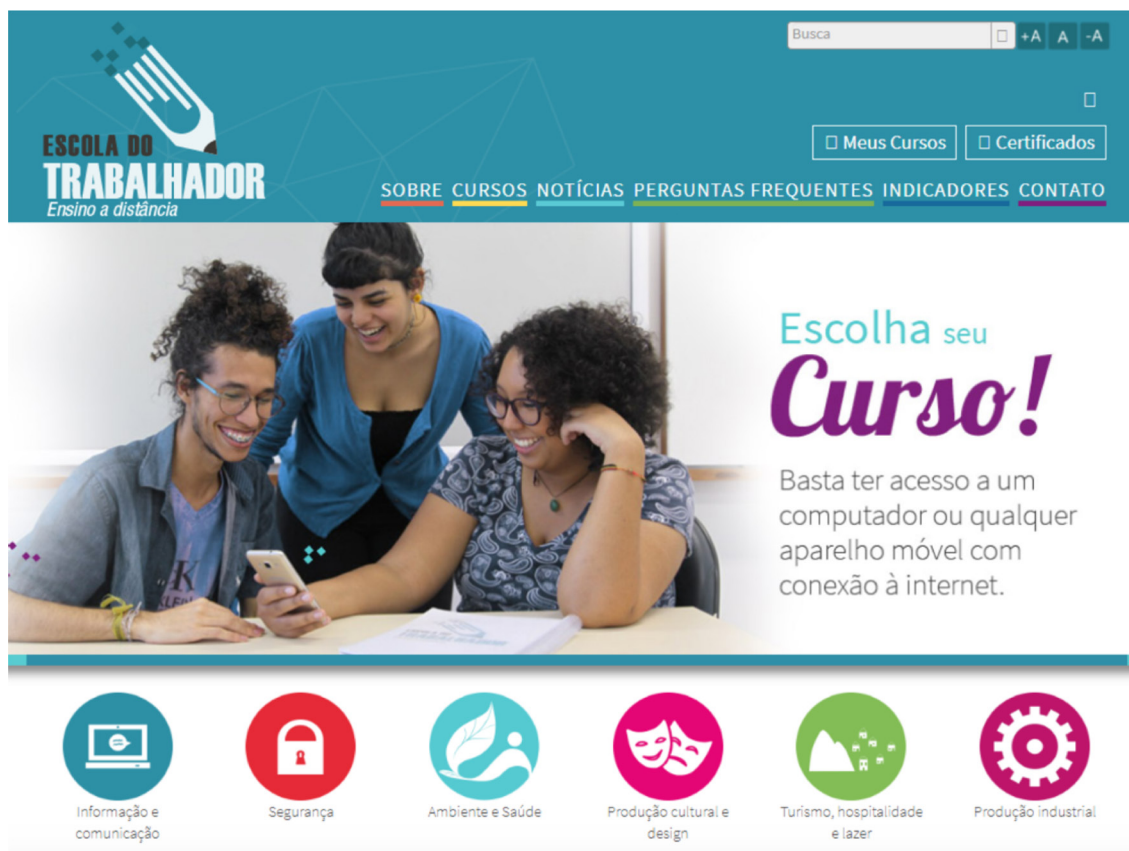 Busca
+A A -A
ESCOLA DO
TRABALHADOR
Ensino a distância
Meus Cursos Certificados
SOBRE CURSOS NOTÍCIAS PERGUNTAS FREQUENTES INDICADORES CONTATO
Escolha seu
Curso!
Basta ter acesso a um
computador ou qualquer
aparelho móvel com
conexão à internet.
Informação e
comunicação
Segurança
Ambiente e Saúde
Produção cultural e
design
Turismo, hospitalidade
e lazer
Produção industrial